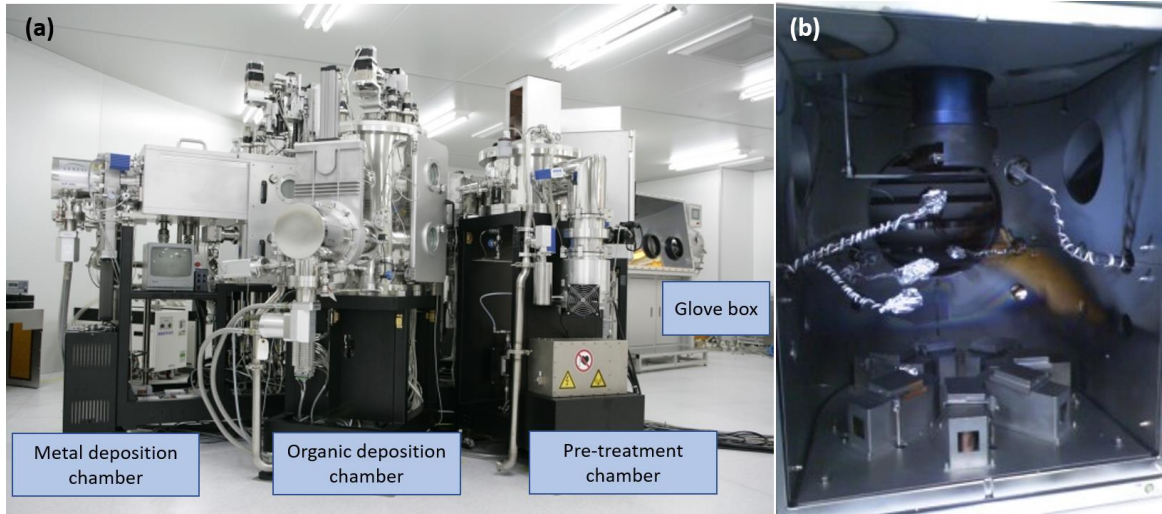 (a)
(b)
Glove box
Metal deposition
chamber
Organic deposition
chamber
Pre-treatment
chamber